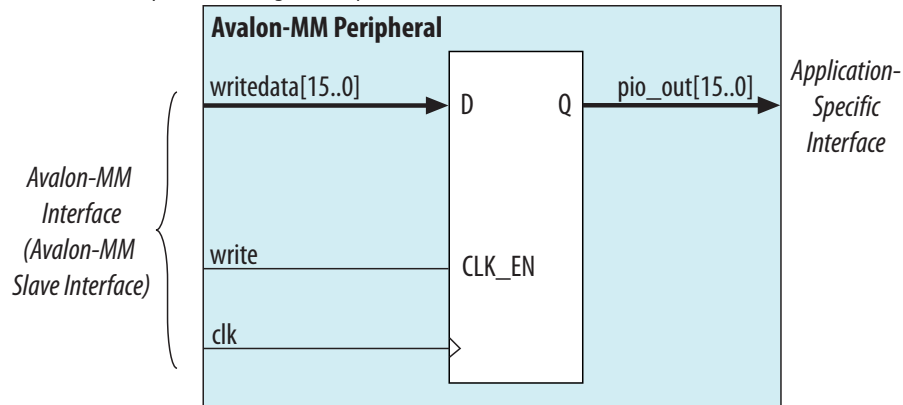 Avalon-MM Peripheral
writedata[15..0]
D
Q
pio_out[15..0]
Application-
Specific
Interface
Avalon-MM
Interface
(Avalon-MM
Slave Interface)
write
CLK_EN
clk